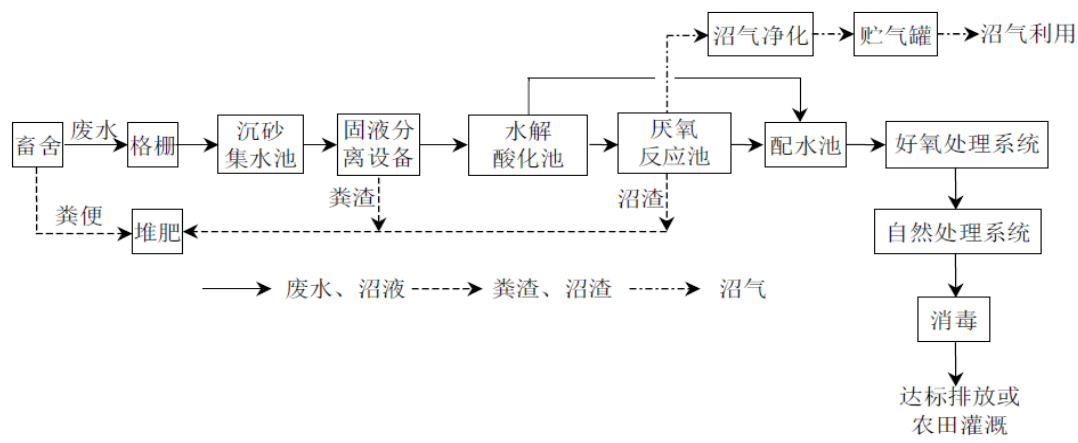 沼气净化
贮气罐
沼气利用
畜舍
废水
格栅
沉砂
集水池
固液分
离设备
水解
酸化池
厌氧
反应池
配水池
好氧处理系统
粪便
堆肥
粪渣
沼渣
自然处理系统
废水、沼液
粪渣、沼渣
沼气
消毒
达标排放或
农田灌溉